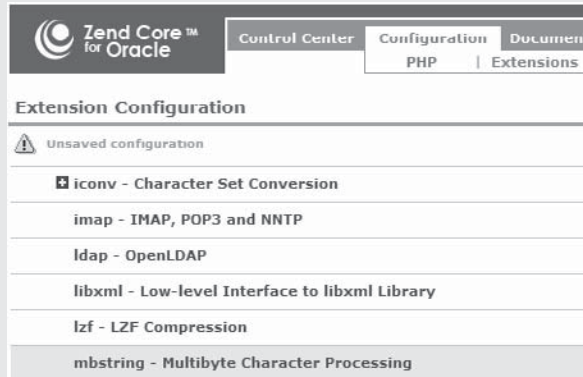 Zend Core™
for Oracle
Control Center Configuration
PHP | Extensions
Extension Configuration
Unsaved configuration
iconv - Character Set Conversion
imap - IMAP, POP3 and NNTP
ldap - OpenLDAP
libxml - Low-level Interface to libxml Library
lzf - LZF Compression
mbstring - Multibyte Character Processing